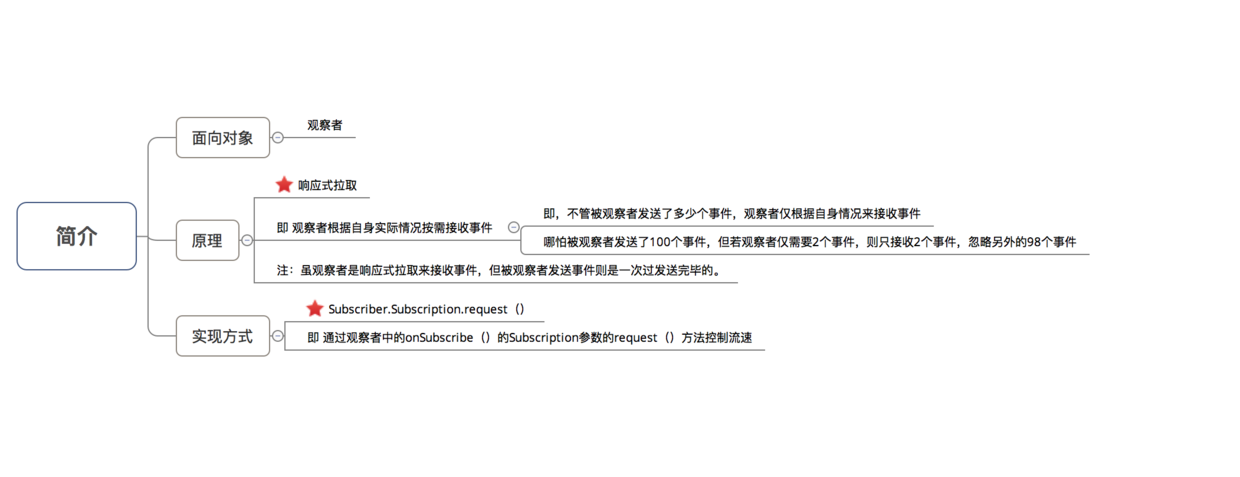 简介
面向对象
观察者
原理
响应式拉取
即 观察者根据自身实际情况按需接收事件
即，不管被观察者发送了多少个事件，观察者仅根据自身情况来接收事件
哪怕被观察者发送了100个事件，但若观察者仅需要2个事件，则只接收2个事件，忽略另外的98个事件
注：虽观察者是响应式拉取来接收事件，但被观察者发送事件则是一次过发送完毕的。
实现方式
Subscriber.Subscription.request（）
即 通过观察者中的onSubscribe（）的Subscription参数的request（）方法控制流速